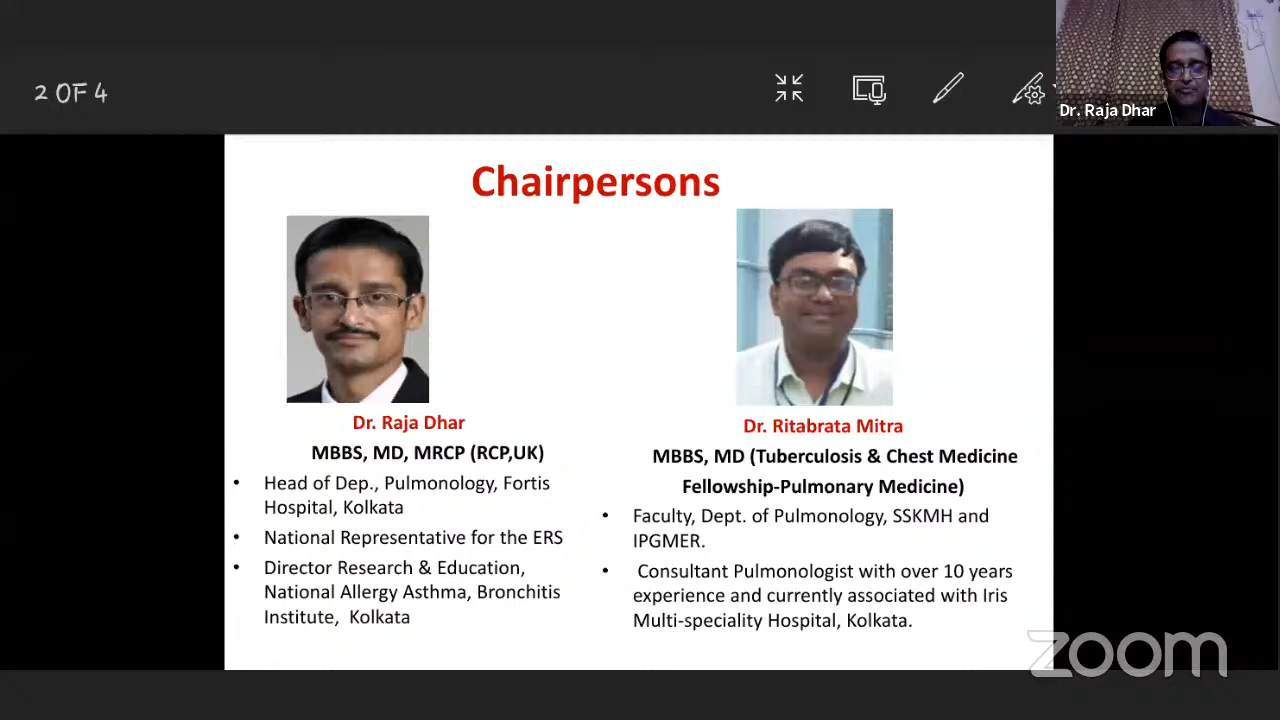 2 OF 4
Dr. Raja Dhar
Chairpersons
Dr. Raja Dhar
MBBS, MD, MRCP (RCP,UK)
• Head of Dep., Pulmonology, Fortis
Hospital, Kolkata
• National Representative for the ERS
• Director Research & Education,
National Allergy Asthma, Bronchitis
Institute, Kolkata
Dr. Ritabrata Mitra
MBBS, MD (Tuberculosis & Chest Medicine
Fellowship-Pulmonary Medicine)
• Faculty, Dept. of Pulmonology, SSKMH and
IPGMER.
• Consultant Pulmonologist with over 10 years
experience and currently associated with Iris
Multi-speciality Hospital, Kolkata.
zoom